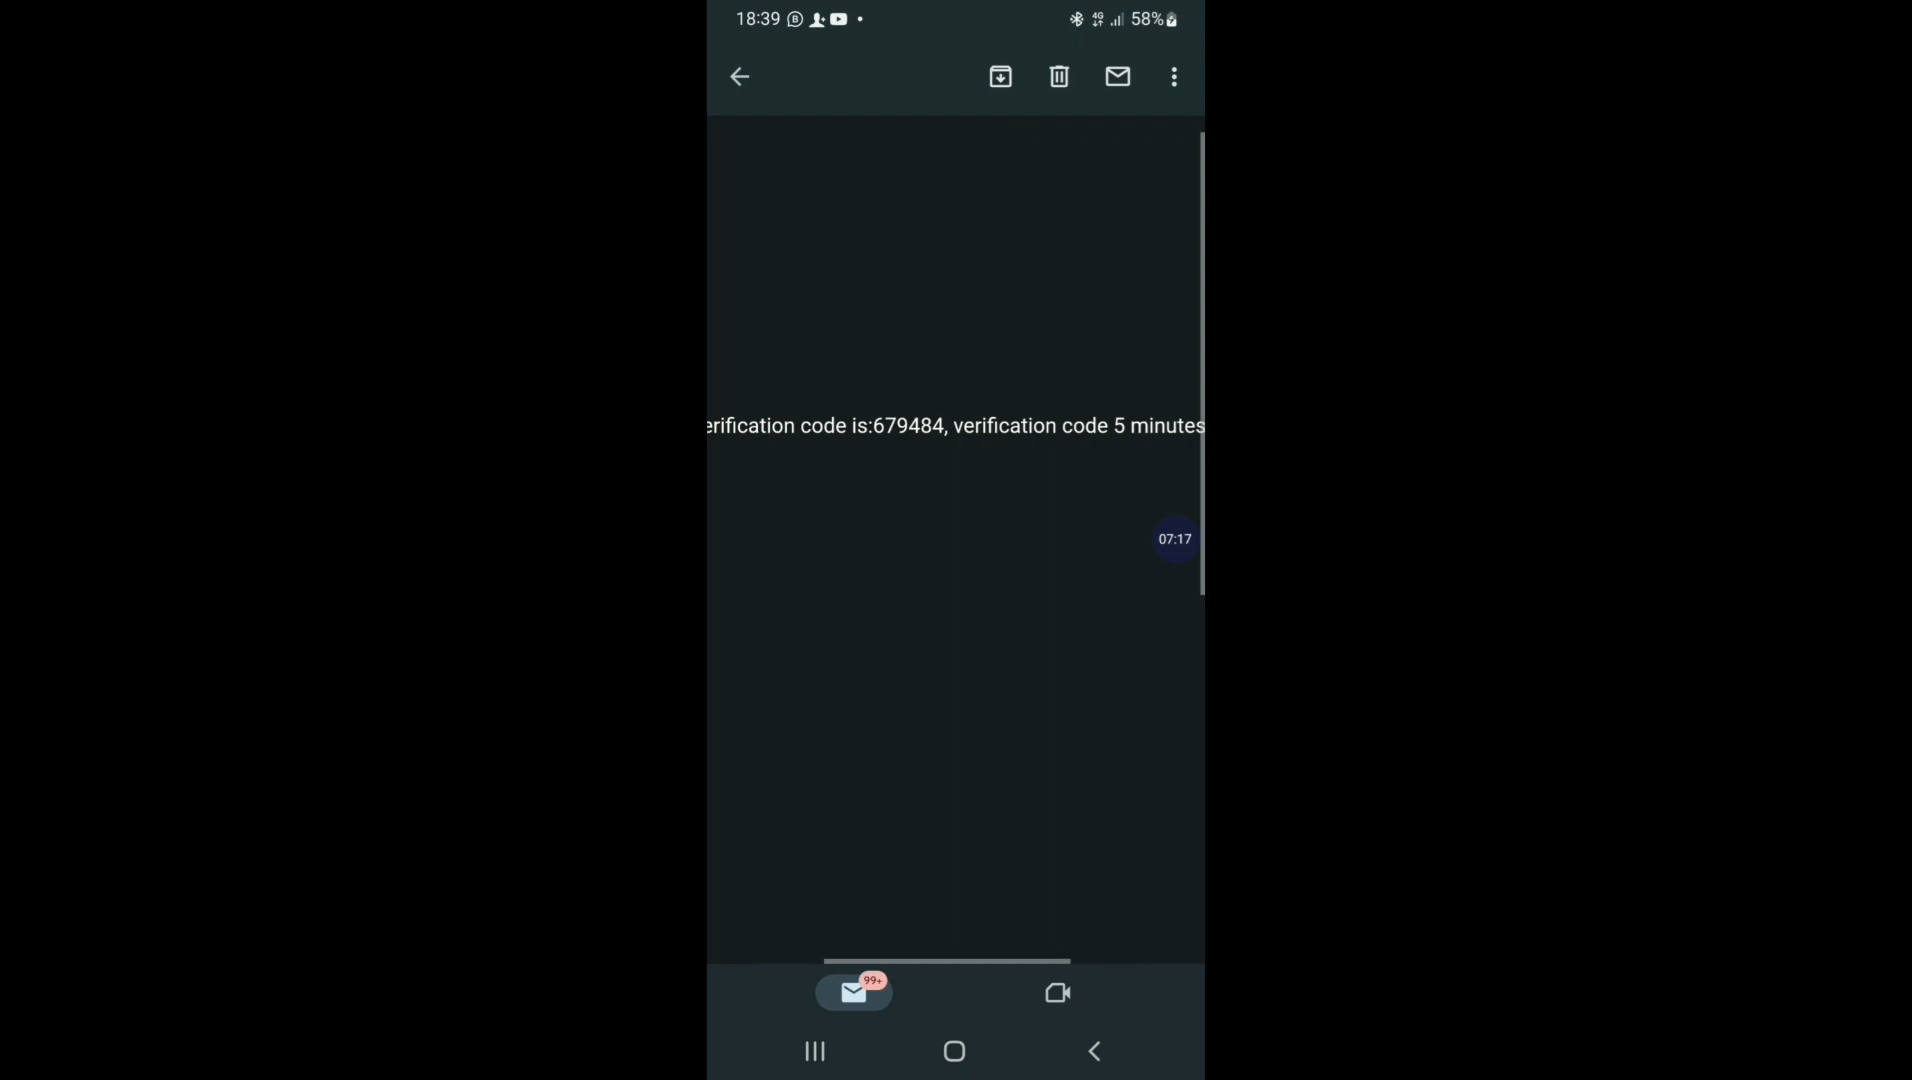 18:39 58%
erification code is:679484, verification code 5 minutes
07:17
99+